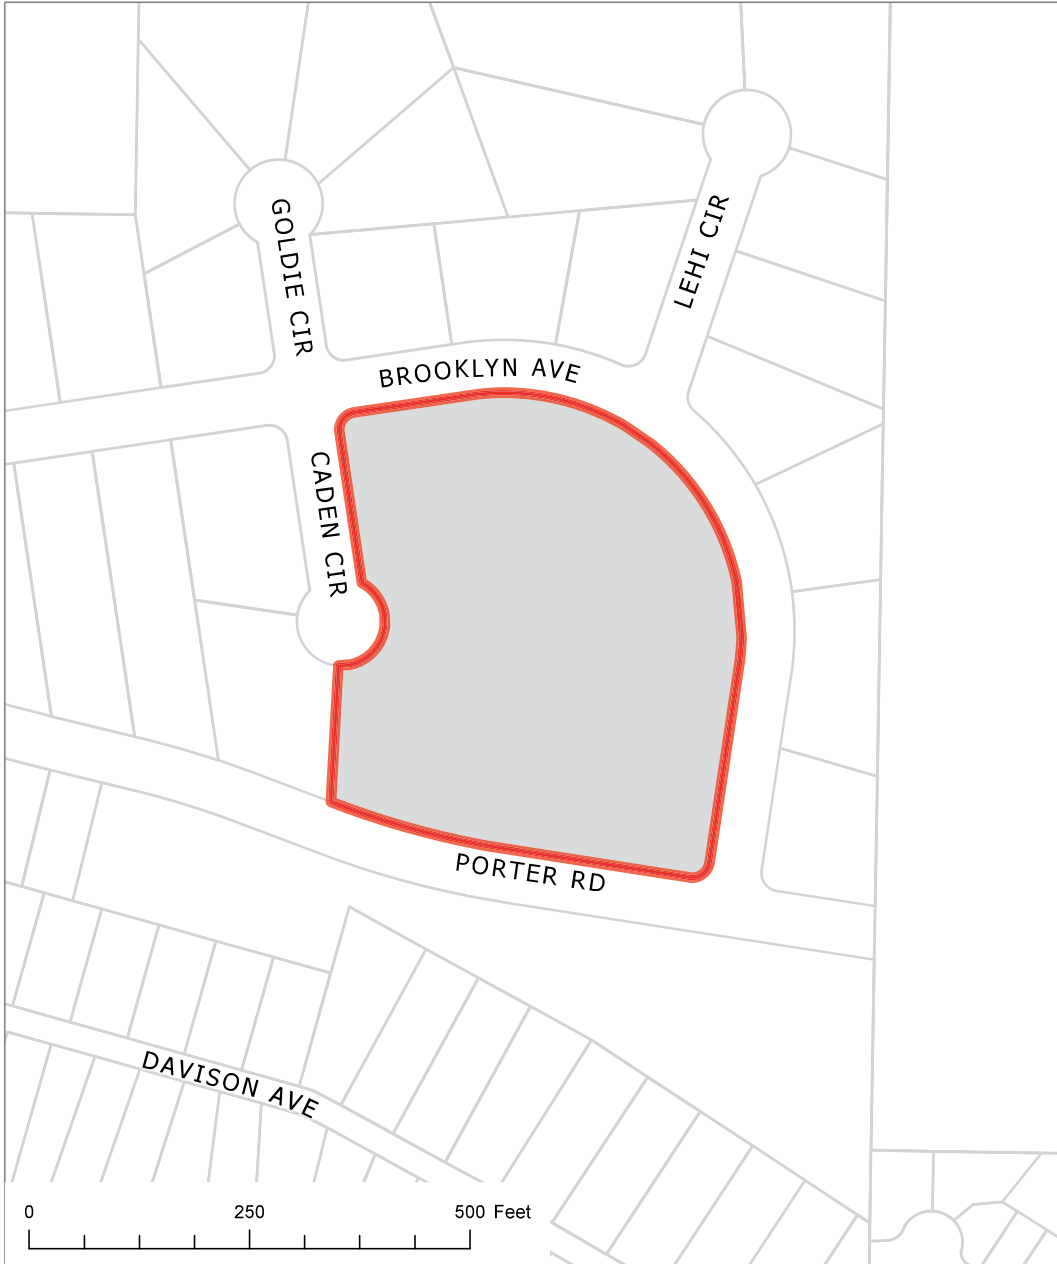 GOLDIE CIR
LEHI CIR
BROOKLYN AVE
CADEN CIR
PORTER RD
DAVISON AVE
0 250 500 Feet